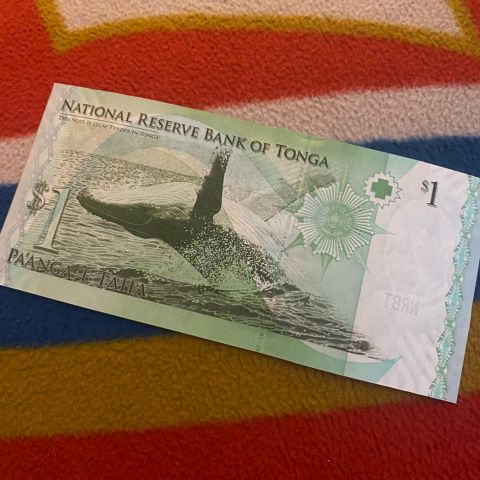 NATIONAL RESERVE BANK OF TONGA
THIS NOTE IS LEGAL TENDER IN TONGA
$1
$1
PA'ANGA 'E TAHA
NRBT